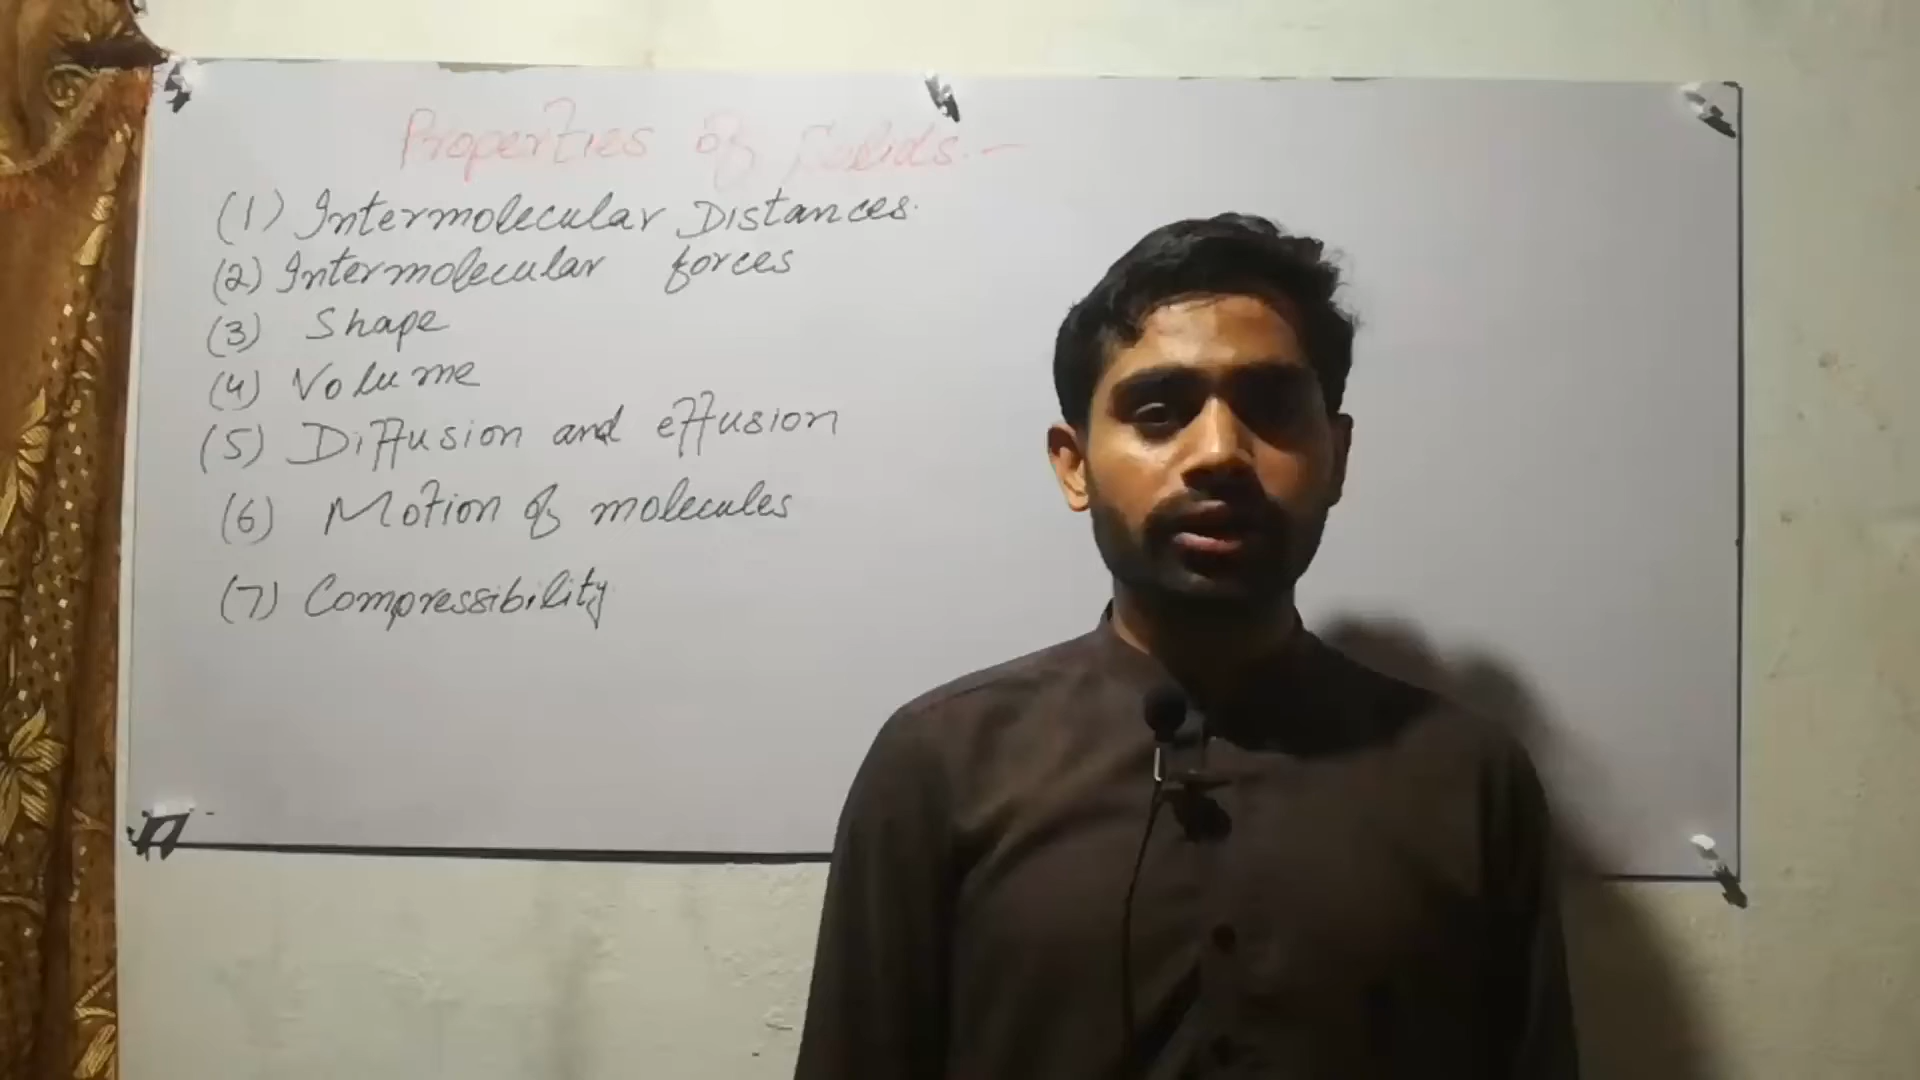 Properties of Solids.-
(1) Intermolecular Distances.
(2) Intermolecular forces
(3) Shape
(4) Volume
(5) Diffusion and effusion
(6) Motion of molecules
(7) Compressibility